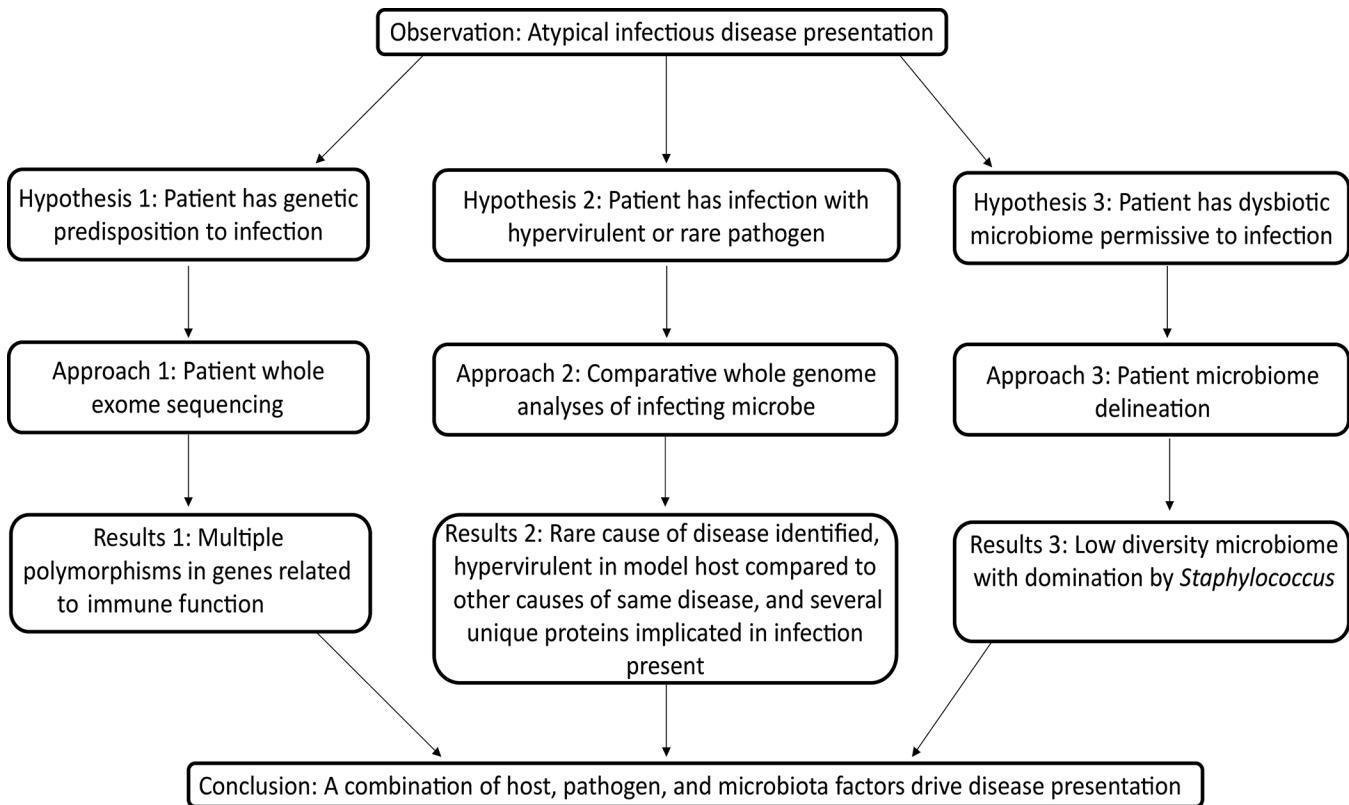 Observation: Atypical infectious disease presentation
Hypothesis 1: Patient has genetic
predisposition to infection
Hypothesis 2: Patient has infection with
hypervirulent or rare pathogen
Hypothesis 3: Patient has dysbiotic
microbiome permissive to infection
Approach 1: Patient whole
exome sequencing
Approach 2: Comparative whole genome
analyses of infecting microbe
Approach 3: Patient microbiome
delineation
Results 1: Multiple
polymorphisms in genes related
to immune function
Results 2: Rare cause of disease identified,
hypervirulent in model host compared to
other causes of same disease, and several
unique proteins implicated in infection
present
Results 3: Low diversity microbiome
with domination by Staphylococcus
Conclusion: A combination of host, pathogen, and microbiota factors drive disease presentation